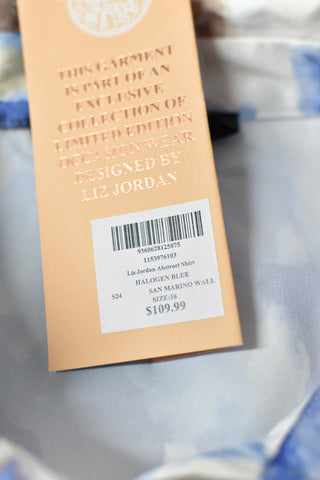 THIS GARMENT
IS PART OF AN
EXCLUSIVE
COLLECTION OF
LIMITED EDITION
OCCASION WEAR
DESIGNED BY
LIZ JORDAN
9360628125075
1153976103
Liz Jordan Abstract Shirt
HALOGEN BLUE
S24 SAN MARINO WALL
SIZE:16
$109.99